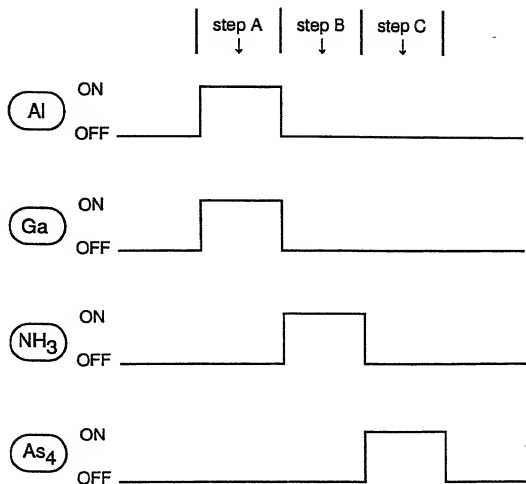 step A step B step C
ON
Al
OFF
ON
Ga
OFF
ON
NH₃
OFF
ON
As₄
OFF